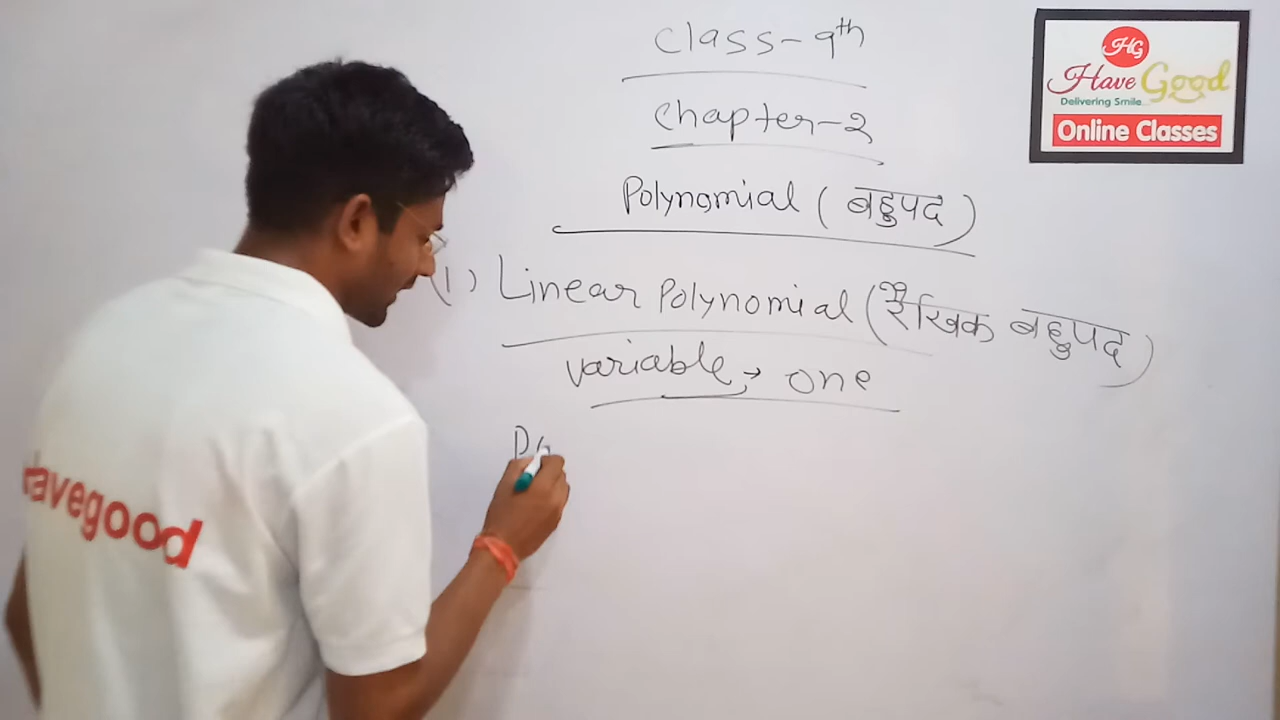 Class-9th
Chapter-2
Polynomial (बहुपद)
(1) Linear Polynomial (रैखिक बहुपद)
variable → one
P(
HG
Have Good
Delivering Smile...
Online Classes
Havegood